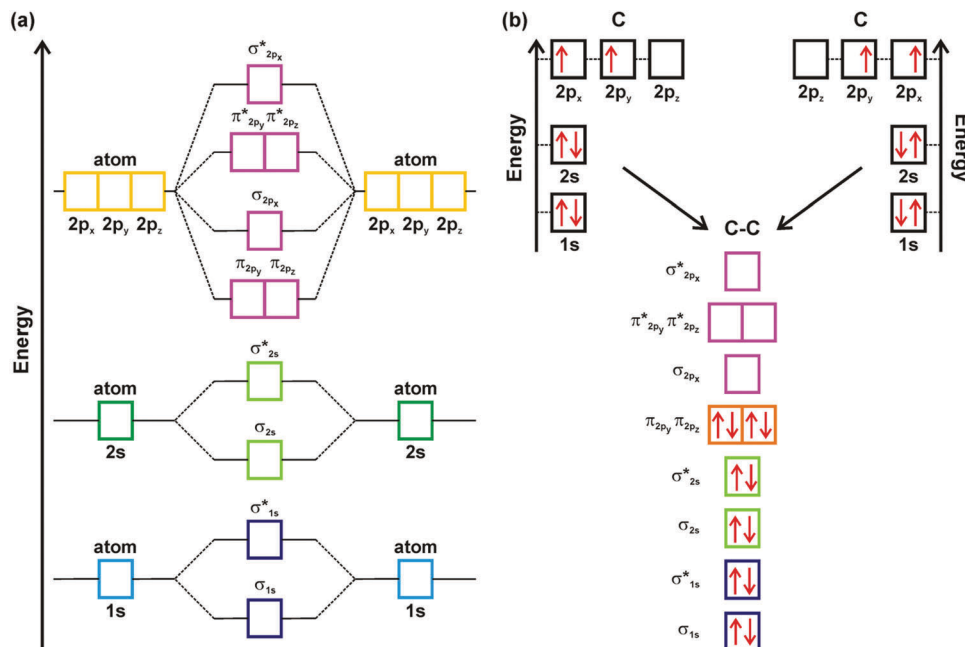 (a)
Energy
σ*2px
π*2py π*2pz
atom
atom
2px 2py 2pz
σ2px
2px 2py 2pz
π2py π2pz
σ*2s
atom
atom
2s
2s
σ2s
σ*1s
atom
atom
1s
1s
σ1s
(b)
C
C
Energy
Energy
2px
2py
2pz
2pz
2py
2px
2s
2s
1s
1s
C-C
σ*2px
π*2py π*2pz
σ2px
π2py π2pz
σ*2s
σ2s
σ*1s
σ1s